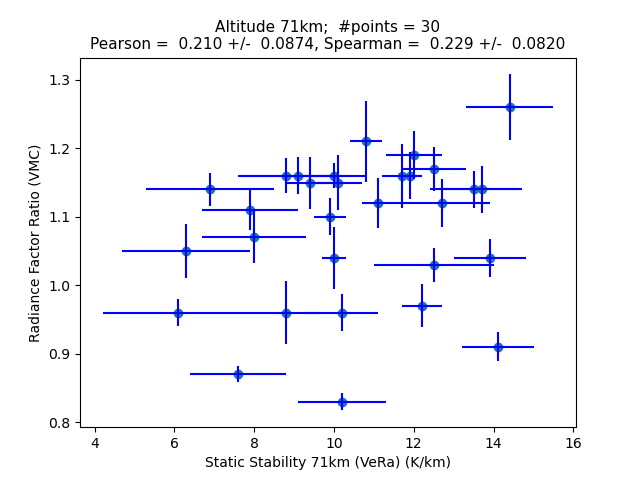 Altitude 71km;  #points = 30
Pearson =  0.210 +/-  0.0874, Spearman =  0.229 +/-  0.0820
Radiance Factor Ratio (VMC)
1.3
1.2
1.1
1.0
0.9
0.8
4 6 8 10 12 14 16
Static Stability 71km (VeRa) (K/km)